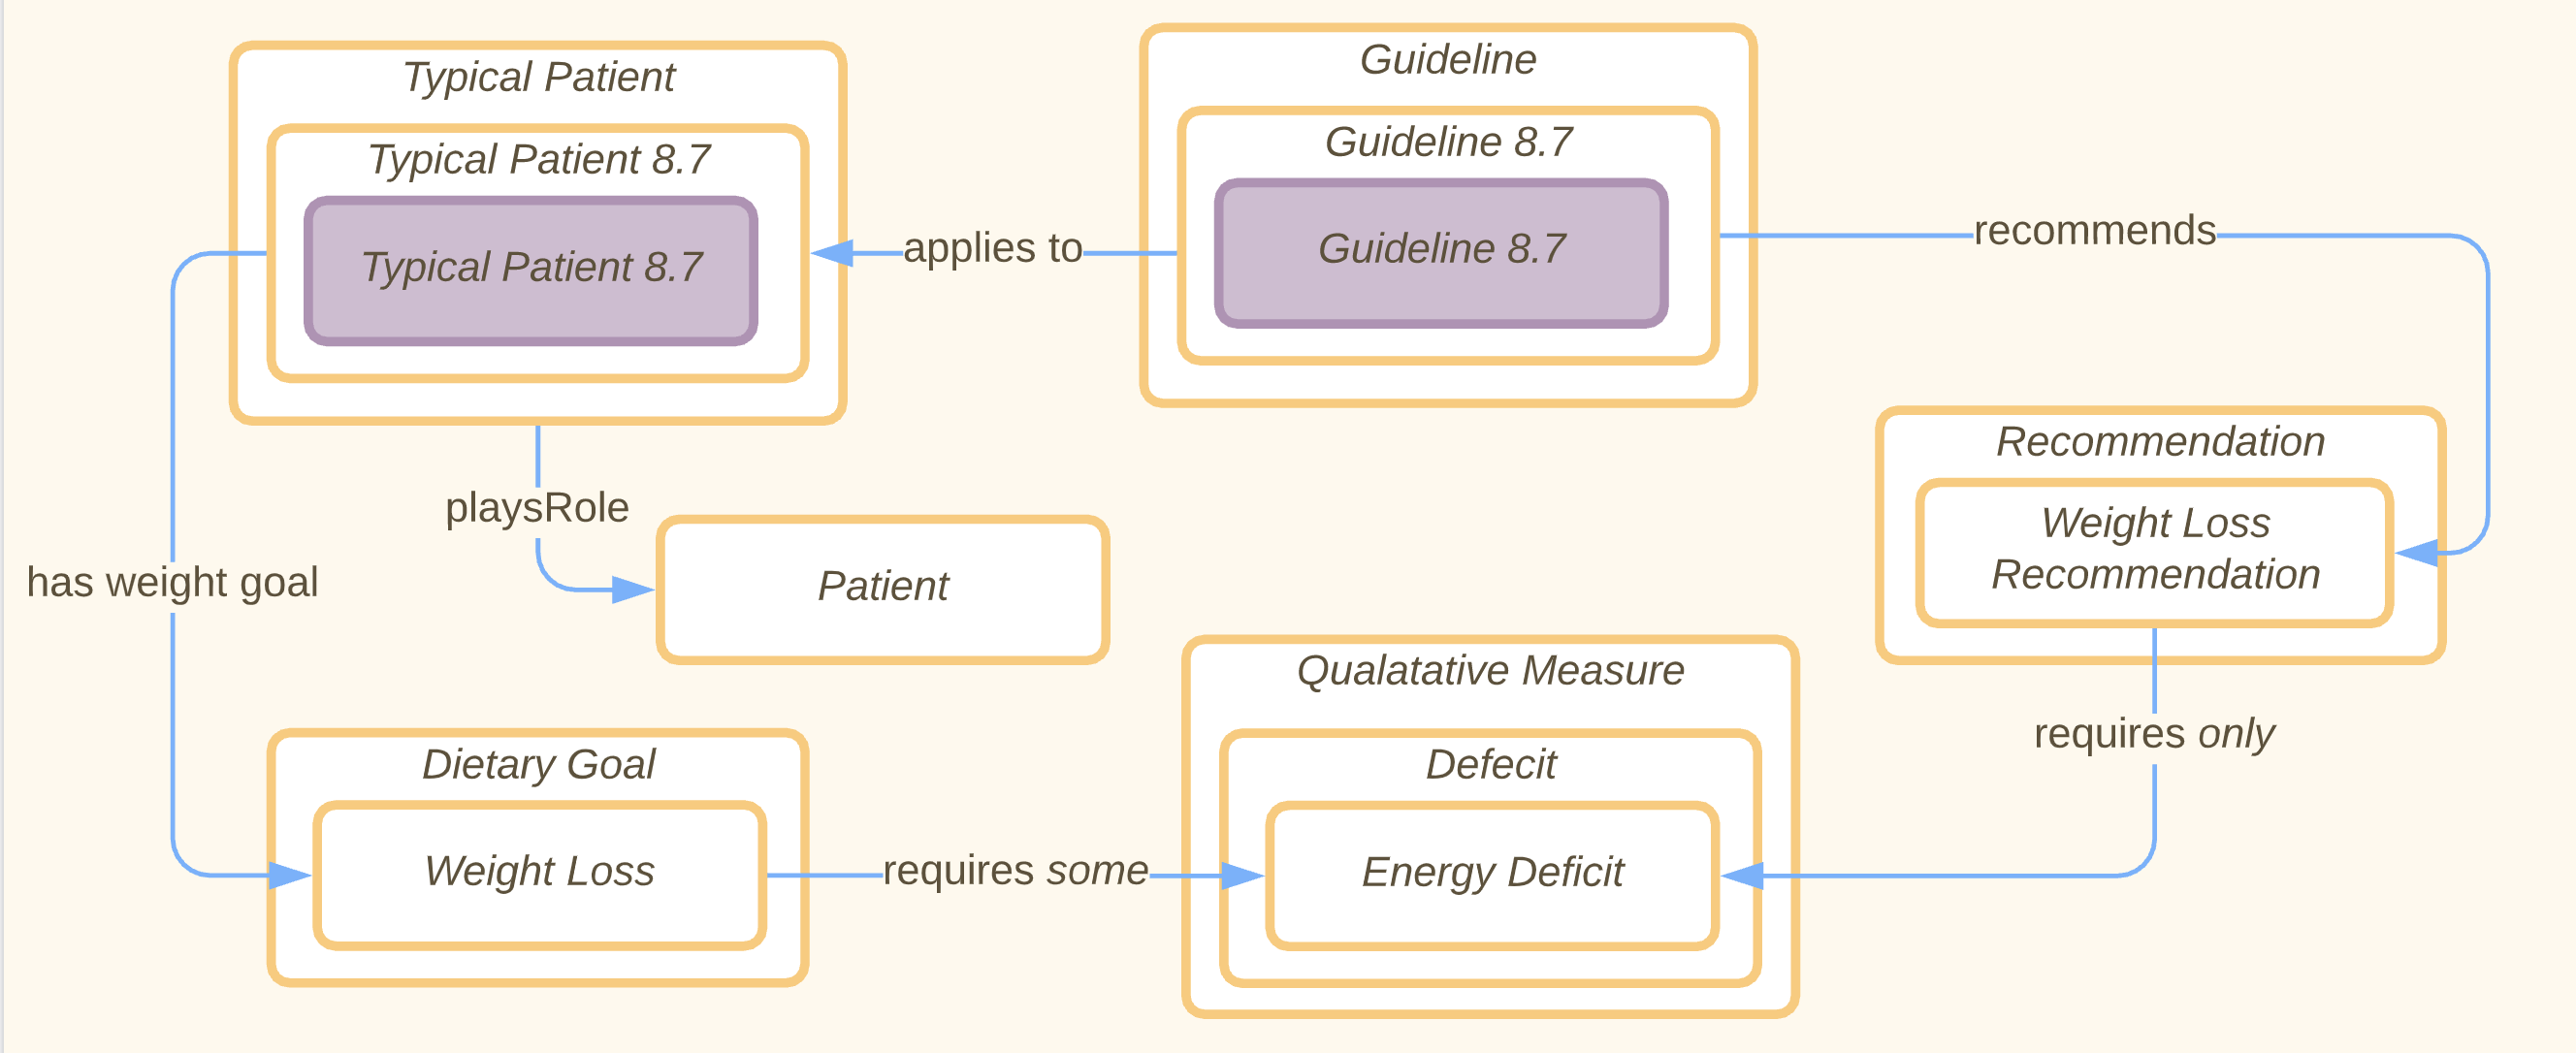 Typical Patient
Typical Patient 8.7
Typical Patient 8.7
Guideline
Guideline 8.7
Guideline 8.7
applies to
recommends
Recommendation
Weight Loss
Recommendation
playsRole
Patient
has weight goal
Qualatative Measure
Defecit
Energy Deficit
requires only
Dietary Goal
Weight Loss
requires some